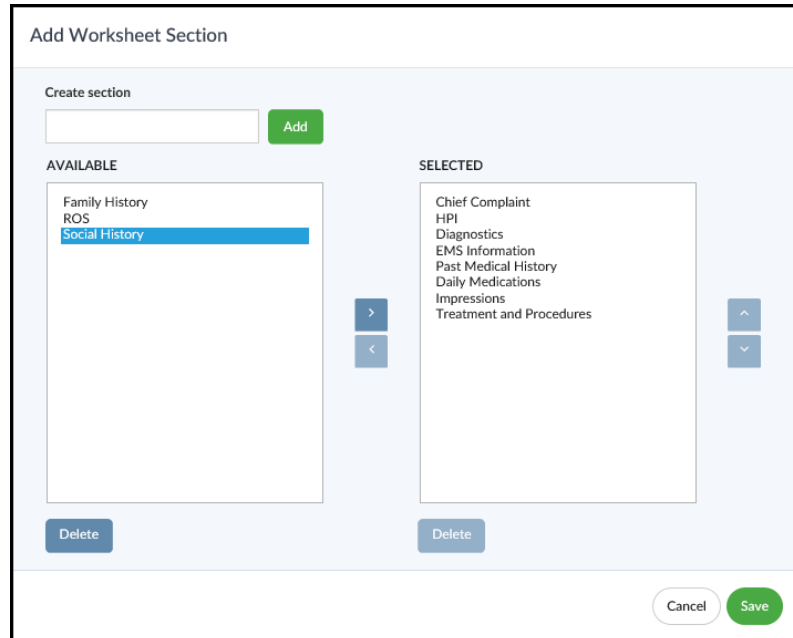 Add Worksheet Section
Create section
Add
AVAILABLE
Family History
ROS
Social History
Delete
SELECTED
Chief Complaint
HPI
Diagnostics
EMS Information
Past Medical History
Daily Medications
Impressions
Treatment and Procedures
Delete
Cancel
Save